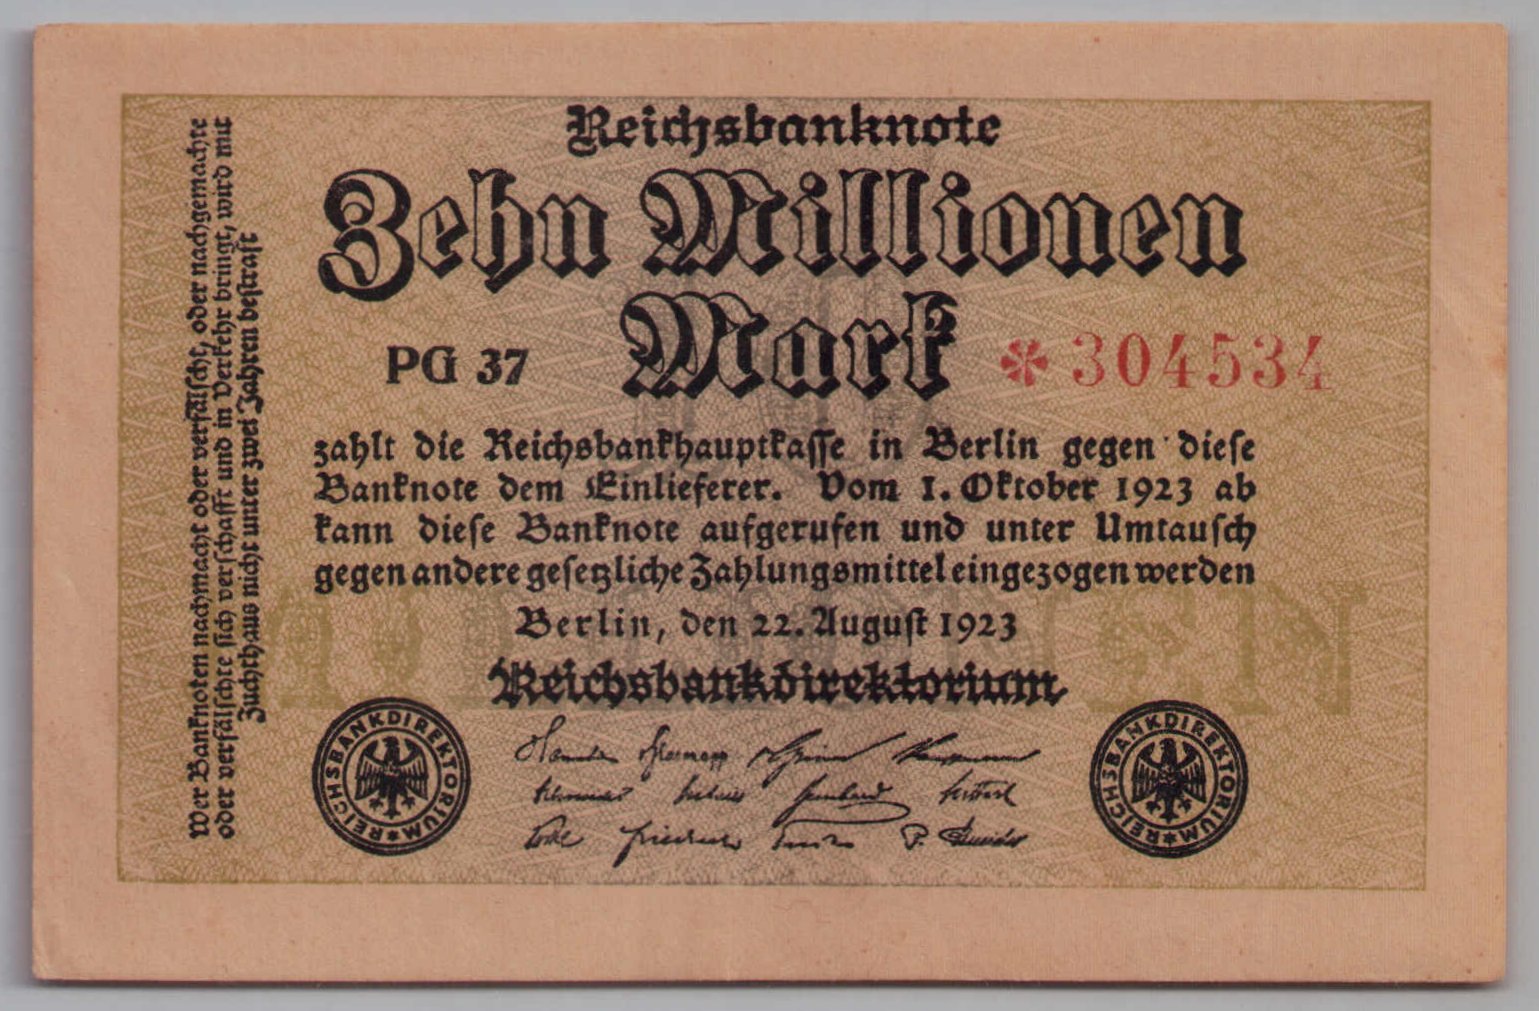 Reichsbanknote
Zehn Millionen
Mark
PG 37
*304534
zahlt die Reichsbankhauptkasse in Berlin gegen diese
Banknote dem Einlieferer. Vom 1. Oktober 1923 ab
kann diese Banknote aufgerufen und unter Umtausch
gegen andere gesetzliche Zahlungsmittel eingezogen werden
Berlin, den 22. August 1923
Reichsbankdirektorium
REICHSBANKDIREKTORIUM*
REICHSBANKDIREKTORIUM*
Wer Banknoten nachmacht oder verfälscht, oder nachgemachte
oder verfälschte sich verschafft und in Verkehr bringt, wird mit
Zuchthaus nicht unter zwei Jahren bestraft